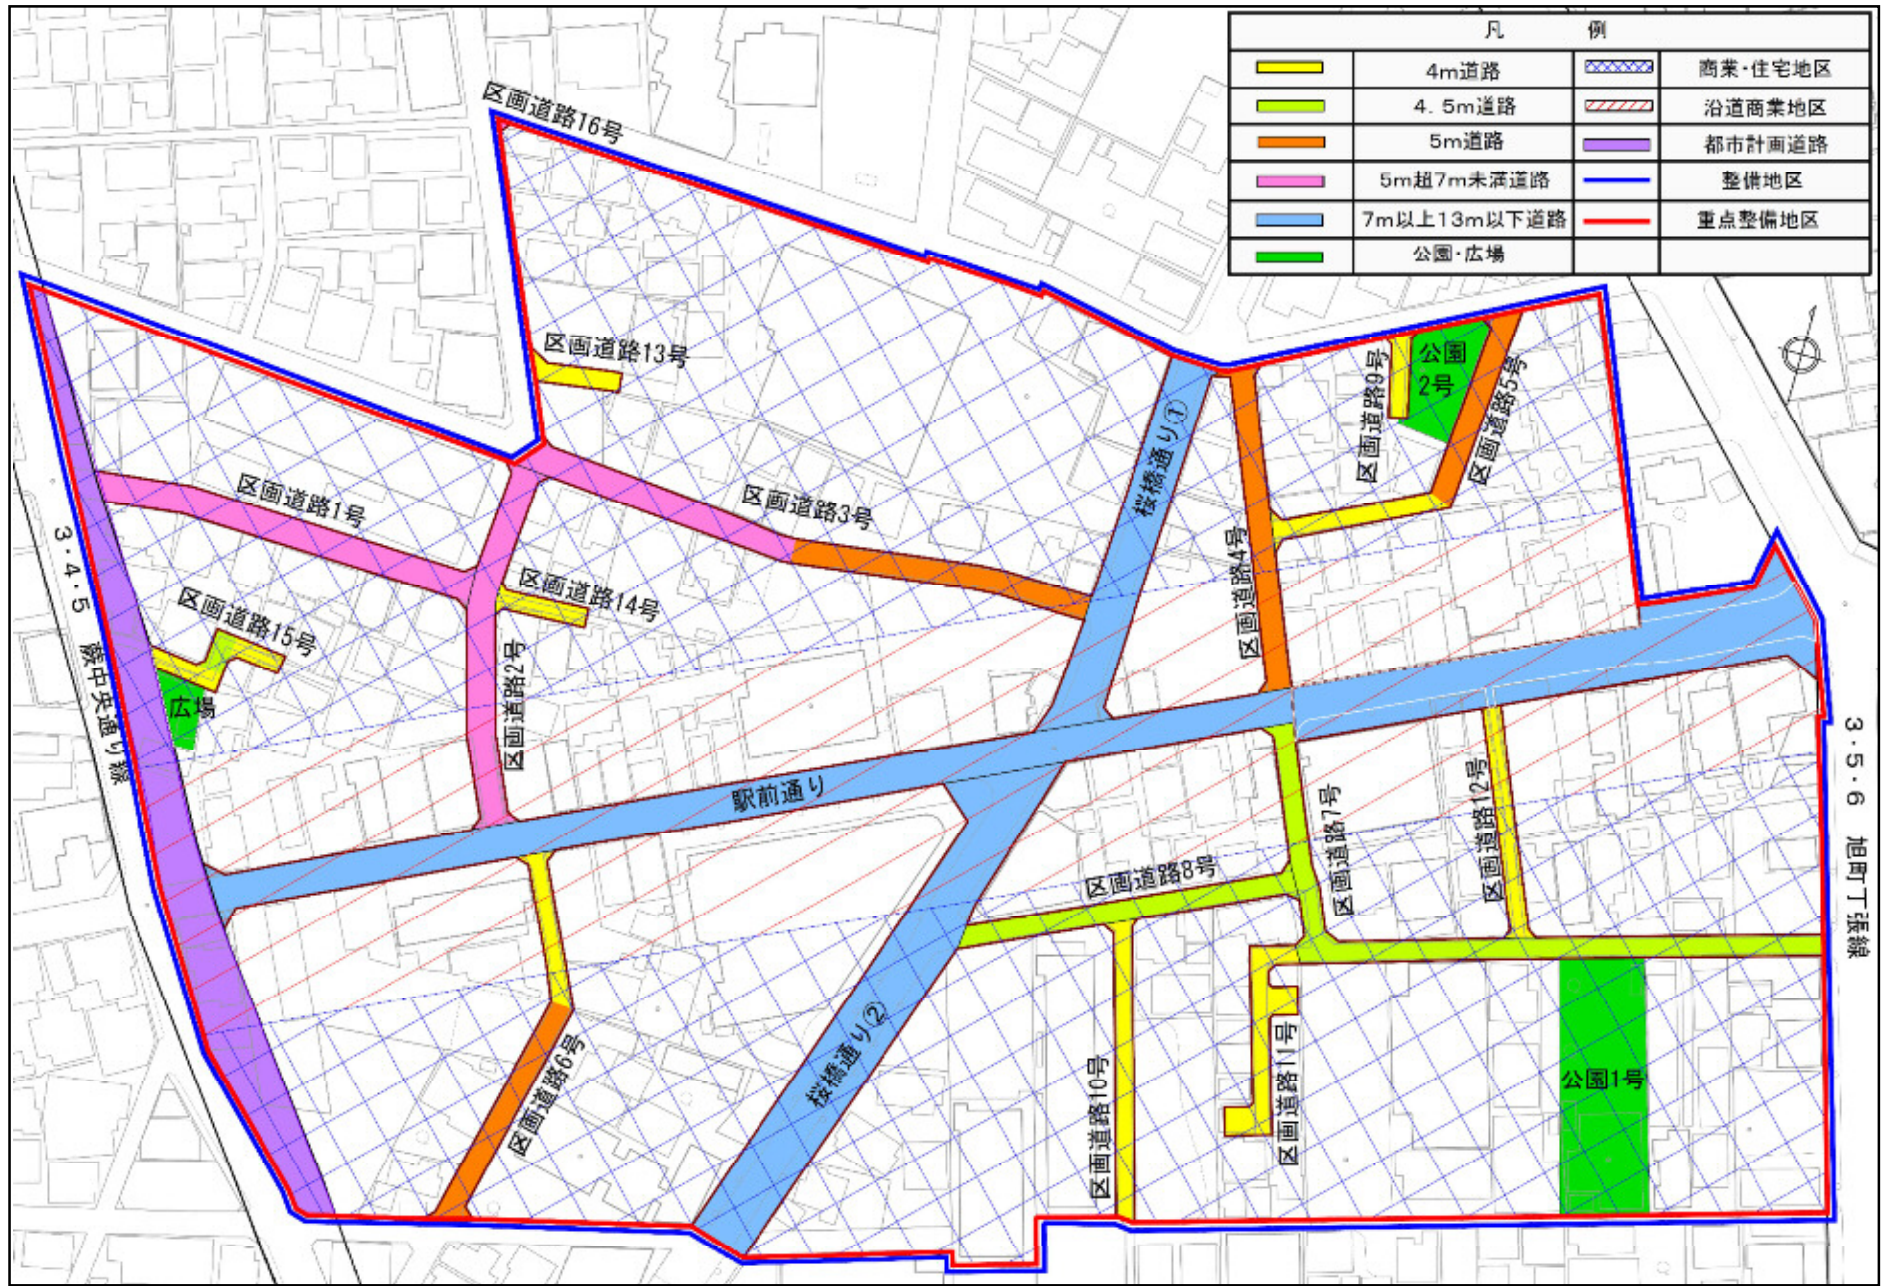 凡 例
4m道路 商業・住宅地区
4.5m道路 沿道商業地区
5m道路 都市計画道路
5m超7m未満道路 整備地区
7m以上13m以下道路 重点整備地区
公園・広場
区画道路16号
区画道路13号
区画道路9号
公園
2号
区画道路5号
桜橋通り①
区画道路1号
区画道路3号
区画道路4号
3・4・5 蕨中央通り線
区画道路15号
区画道路14号
区画道路2号
広場
駅前通り
区画道路7号
区画道路12号
3・5・6 旭町丁張線
区画道路8号
区画道路6号
桜橋通り②
区画道路10号
区画道路11号
公園1号